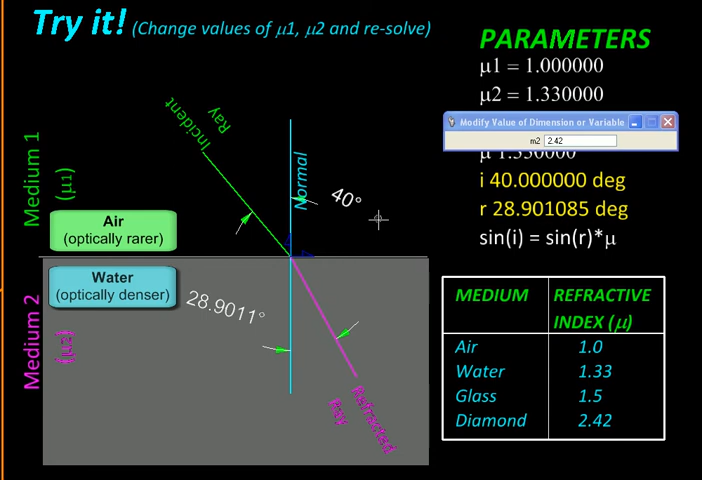 Try it! (Change values of μ1, μ2 and re-solve)
PARAMETERS
μ1 = 1.000000
μ2 = 1.330000
Modify Value of Dimension or Variable
m2 2.42
μ 1.330000
i 40.000000 deg
r 28.901085 deg
sin(i) = sin(r)*μ
Medium 1
(μ1)
Incident
Ray
Normal
40°
Air
(optically rarer)
Water
(optically denser)
Medium 2
(μ2)
28.9011°
Refracted
Ray
MEDIUM REFRACTIVE
INDEX (μ)
Air 1.0
Water 1.33
Glass 1.5
Diamond 2.42